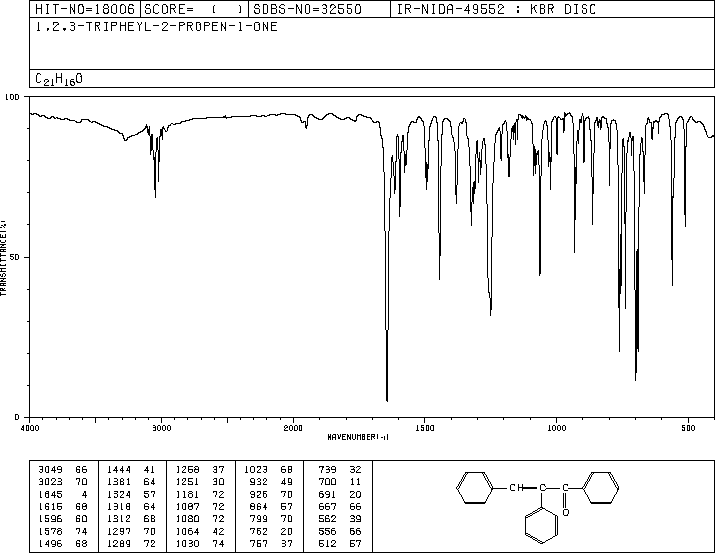 HIT-NO=18006 SCORE= ( ) SDBS-NO=32550 IR-NIDA-49552 : KBR DISC
1,2,3-TRIPHEYL-2-PROPEN-1-ONE
C21H16O
100
50
0
TRANSMITTANCE(%)
4000 3000 2000 1500 1000 500
WAVENUMBER(-1)
3049 66 1444 41 1258 37 1023 68 739 32
3023 70 1381 64 1251 30 932 49 700 11
1645 4 1324 57 1181 72 926 70 691 20
1615 68 1318 64 1087 72 864 57 667 66
1596 60 1312 68 1080 72 799 70 562 39
1578 74 1297 70 1064 42 762 20 556 66
1496 68 1289 72 1030 74 757 37 512 57
CH C C
O